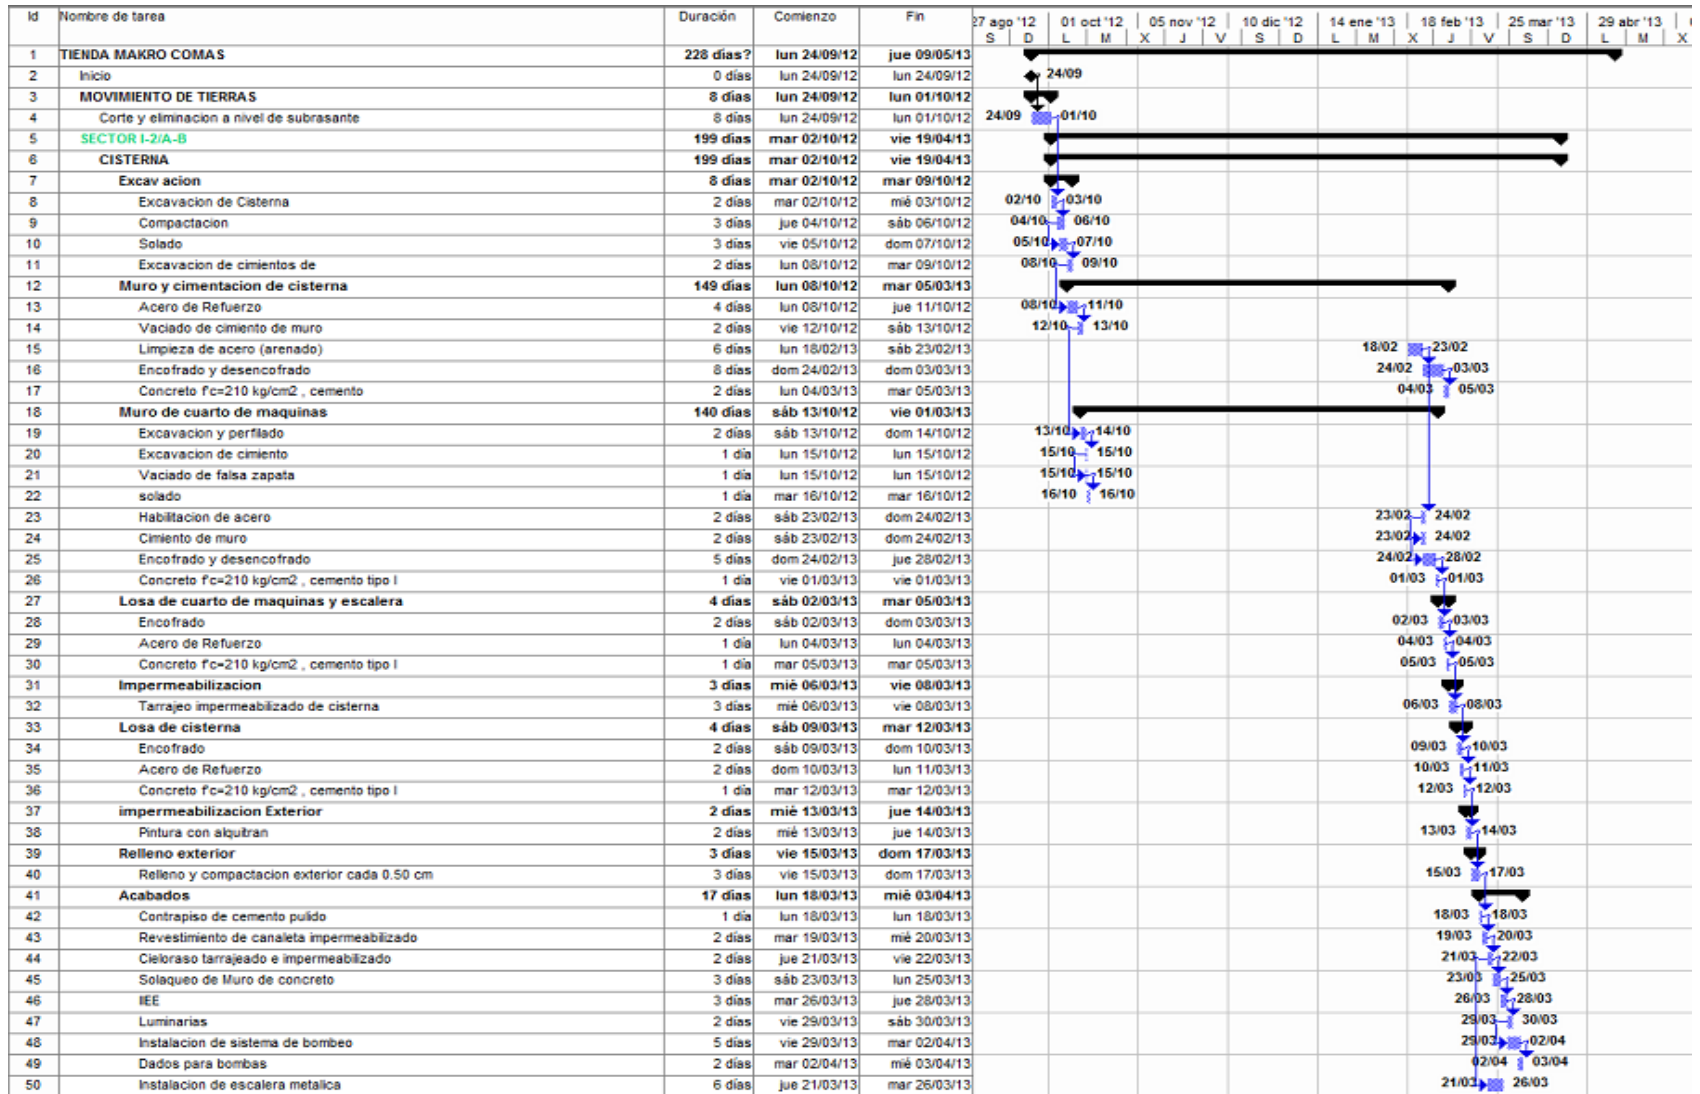 Id Nombre de tarea Duración Comienzo Fin 27 ago '12 01 oct '12 05 nov '12 10 dic '12 14 ene '13 18 feb '13 25 mar '13 29 abr '13
S D L M X J V S D L M X J V S D L M X
1 TIENDA MAKRO COMAS 228 días? lun 24/09/12 jue 09/05/13
2 Inicio 0 días lun 24/09/12 lun 24/09/12 24/09
3 MOVIMIENTO DE TIERRAS 8 días lun 24/09/12 lun 01/10/12
4 Corte y eliminacion a nivel de subrasante 8 días lun 24/09/12 lun 01/10/12 24/09 01/10
5 SECTOR I-2/A-B 199 días mar 02/10/12 vie 19/04/13
6 CISTERNA 199 días mar 02/10/12 vie 19/04/13
7 Excav acion 8 días mar 02/10/12 mar 09/10/12
8 Excavacion de Cisterna 2 días mar 02/10/12 mié 03/10/12 02/10 03/10
9 Compactacion 3 días jue 04/10/12 sáb 06/10/12 04/10 06/10
10 Solado 3 días vie 05/10/12 dom 07/10/12 05/10 07/10
11 Excavacion de cimientos de 2 días lun 08/10/12 mar 09/10/12 08/10 09/10
12 Muro y cimentacion de cisterna 149 días lun 08/10/12 mar 05/03/13
13 Acero de Refuerzo 4 días lun 08/10/12 jue 11/10/12 08/10 11/10
14 Vaciado de cimiento de muro 2 días vie 12/10/12 sáb 13/10/12 12/10 13/10
15 Limpieza de acero (arenado) 6 días lun 18/02/13 sáb 23/02/13 18/02 23/02
16 Encofrado y desencofrado 8 días dom 24/02/13 dom 03/03/13 24/02 03/03
17 Concreto f'c=210 kg/cm2 , cemento 2 días lun 04/03/13 mar 05/03/13 04/03 05/03
18 Muro de cuarto de maquinas 140 días sáb 13/10/12 vie 01/03/13
19 Excavacion y perfilado 2 días sáb 13/10/12 dom 14/10/12 13/10 14/10
20 Excavacion de cimiento 1 día lun 15/10/12 lun 15/10/12 15/10 15/10
21 Vaciado de falsa zapata 1 día lun 15/10/12 lun 15/10/12 15/10 15/10
22 solado 1 día mar 16/10/12 mar 16/10/12 16/10 16/10
23 Habilitacion de acero 2 días sáb 23/02/13 dom 24/02/13 23/02 24/02
24 Cimiento de muro 2 días sáb 23/02/13 dom 24/02/13 23/02 24/02
25 Encofrado y desencofrado 5 días dom 24/02/13 jue 28/02/13 24/02 28/02
26 Concreto f'c=210 kg/cm2 , cemento tipo I 1 día vie 01/03/13 vie 01/03/13 01/03 01/03
27 Losa de cuarto de maquinas y escalera 4 días sáb 02/03/13 mar 05/03/13
28 Encofrado 2 días sáb 02/03/13 dom 03/03/13 02/03 03/03
29 Acero de Refuerzo 1 día lun 04/03/13 lun 04/03/13 04/03 04/03
30 Concreto f'c=210 kg/cm2 , cemento tipo I 1 día mar 05/03/13 mar 05/03/13 05/03 05/03
31 Impermeabilizacion 3 días mié 06/03/13 vie 08/03/13
32 Tarrajeo impermeabilizado de cisterna 3 días mié 06/03/13 vie 08/03/13 06/03 08/03
33 Losa de cisterna 4 días sáb 09/03/13 mar 12/03/13
34 Encofrado 2 días sáb 09/03/13 dom 10/03/13 09/03 10/03
35 Acero de Refuerzo 2 días dom 10/03/13 lun 11/03/13 10/03 11/03
36 Concreto f'c=210 kg/cm2 , cemento tipo I 1 día mar 12/03/13 mar 12/03/13 12/03 12/03
37 impermeabilizacion Exterior 2 días mié 13/03/13 jue 14/03/13
38 Pintura con alquitran 2 días mié 13/03/13 jue 14/03/13 13/03 14/03
39 Relleno exterior 3 días vie 15/03/13 dom 17/03/13
40 Relleno y compactacion exterior cada 0.50 cm 3 días vie 15/03/13 dom 17/03/13 15/03 17/03
41 Acabados 17 días lun 18/03/13 mié 03/04/13
42 Contrapiso de cemento pulido 1 día lun 18/03/13 lun 18/03/13 18/03 18/03
43 Revestimiento de canaleta impermeabilizado 2 días mar 19/03/13 mié 20/03/13 19/03 20/03
44 Cieloraso tarrajeado e impermeabilizado 2 días jue 21/03/13 vie 22/03/13 21/03 22/03
45 Solaqueo de Muro de concreto 3 días sáb 23/03/13 lun 25/03/13 23/03 25/03
46 IEE 3 días mar 26/03/13 jue 28/03/13 26/03 28/03
47 Luminarias 2 días vie 29/03/13 sáb 30/03/13 29/03 30/03
48 Instalacion de sistema de bombeo 5 días vie 29/03/13 mar 02/04/13 29/03 02/04
49 Dados para bombas 2 días mar 02/04/13 mié 03/04/13 02/04 03/04
50 Instalacion de escalera metalica 6 días jue 21/03/13 mar 26/03/13 21/03 26/03